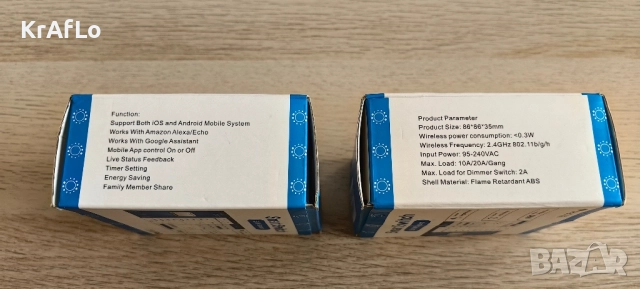 KrAFLo
Function:
Support Both iOS and Android Mobile System
Works With Amazon Alexa/Echo
Works With Google Assistant
Mobile App control On or Off
Live Status Feedback
Timer Setting
Energy Saving
Family Member Share
Product Parameter
Product Size: 86*86*35mm
Wireless power consumption: <0.3W
Wireless Frequency: 2.4GHz 802.11b/g/h
Input Power: 95-240VAC
Max. Load: 10A/20A/Gang
Max. Load for Dimmer Switch: 2A
Shell Material: Flame Retardant ABS
BAZAR